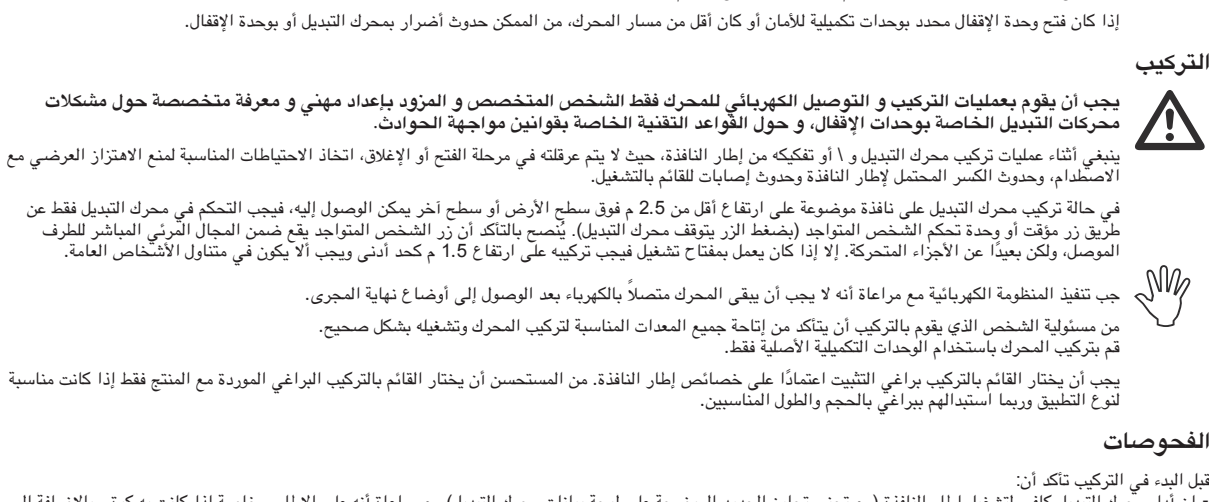 إذا كان فتح وحدة الإقفال محدد بوحدات تكميلية للأمان أو كان أقل من مسار المحرك، من الممكن حدوث أضرار بمحرك التبديل أو بوحدة الإقفال.
التركيب
يجب أن يقوم بعمليات التركيب و التوصيل الكهربائي للمحرك فقط الشخص المتخصص و المزود بإعداد مهني و معرفة متخصصة حول مشكلات
محركات التبديل الخاصة بوحدات الإقفال، و حول القواعد التقنية الخاصة بقوانين مواجهة الحوادث.
ينبغي أثناء عمليات تركيب محرك التبديل و \ أو تفكيكه من إطار النافذة، حيث لا يتم عرقلته في مرحلة الفتح أو الإغلاق، اتخاذ الاحتياطات المناسبة لمنع الاهتزاز العرضي مع
الاصطدام، وحدوث الكسر المحتمل لإطار النافذة وحدوث إصابات للقائم بالتشغيل.
في حالة تركيب محرك التبديل على نافذة موضوعة على ارتفاع أقل من 2.5 م فوق سطح الأرض أو سطح آخر يمكن الوصول إليه، فيجب التحكم في محرك التبديل فقط عن
طريق زر مؤقت أو وحدة تحكم الشخص المتواجد (بضغط الزر يتوقف محرك التبديل). يُنصح بالتأكد أن زر الشخص المتواجد يقع ضمن المجال المرئي المباشر للطرف
الموصل، ولكن بعيدًا عن الأجزاء المتحركة. إلا إذا كان يعمل بمفتاح تشغيل فيجب تركيبه على ارتفاع 1.5 م كحد أدنى ويجب ألا يكون في متناول الأشخاص العامة.
جب تنفيذ المنظومة الكهربائية مع مراعاة أنه لا يجب أن يبقى المحرك متصلاً بالكهرباء بعد الوصول إلى أوضاع نهاية المجرى.
من مسئولية الشخص الذي يقوم بالتركيب أن يتأكد من إتاحة جميع المعدات المناسبة لتركيب المحرك وتشغيله بشكل صحيح.
قم بتركيب المحرك باستخدام الوحدات التكميلية الأصلية فقط.
يجب أن يختار القائم بالتركيب براغي التثبيت اعتمادًا على خصائص إطار النافذة. من المستحسن أن يختار القائم بالتركيب البراغي الموردة مع المنتج فقط إذا كانت مناسبة
لنوع التطبيق وربما استبدالهم ببراغي بالحجم والطول المناسبين.
الفحوصات
قبل البدء في التركيب تأكد أن: